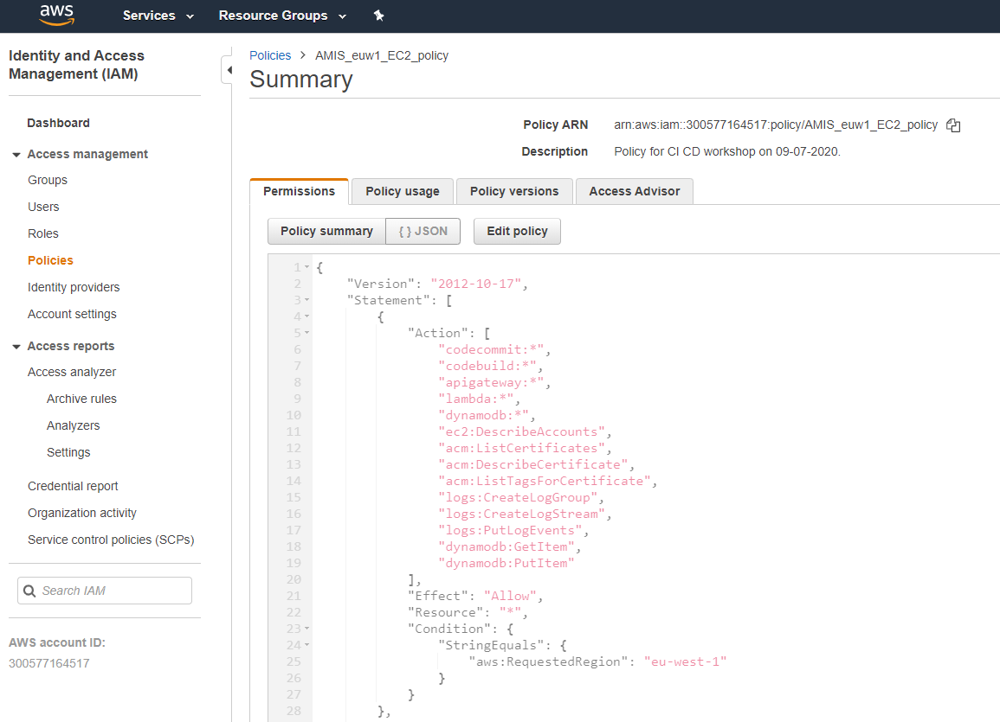 aws Services Resource Groups
Identity and Access
Management (IAM)
Dashboard
Access management
Groups
Users
Roles
Policies
Identity providers
Account settings
Access reports
Access analyzer
Archive rules
Analyzers
Settings
Credential report
Organization activity
Service control policies (SCPs)
Search IAM
AWS account ID:
300577164517
Policies > AMIS_euw1_EC2_policy
Summary
Policy ARN arn:aws:iam::300577164517:policy/AMIS_euw1_EC2_policy
Description Policy for CI CD workshop on 09-07-2020.
Permissions Policy usage Policy versions Access Advisor
Policy summary { } JSON Edit policy
1 {
2 "Version": "2012-10-17",
3 "Statement": [
4 {
5 "Action": [
6 "codecommit:*",
7 "codebuild:*",
8 "apigateway:*",
9 "lambda:*",
10 "dynamodb:*",
11 "ec2:DescribeAccounts",
12 "acm:ListCertificates",
13 "acm:DescribeCertificate",
14 "acm:ListTagsForCertificate",
15 "logs:CreateLogGroup",
16 "logs:CreateLogStream",
17 "logs:PutLogEvents",
18 "dynamodb:GetItem",
19 "dynamodb:PutItem"
20 ],
21 "Effect": "Allow",
22 "Resource": "*",
23 "Condition": {
24 "StringEquals": {
25 "aws:RequestedRegion": "eu-west-1"
26 }
27 }
28 },